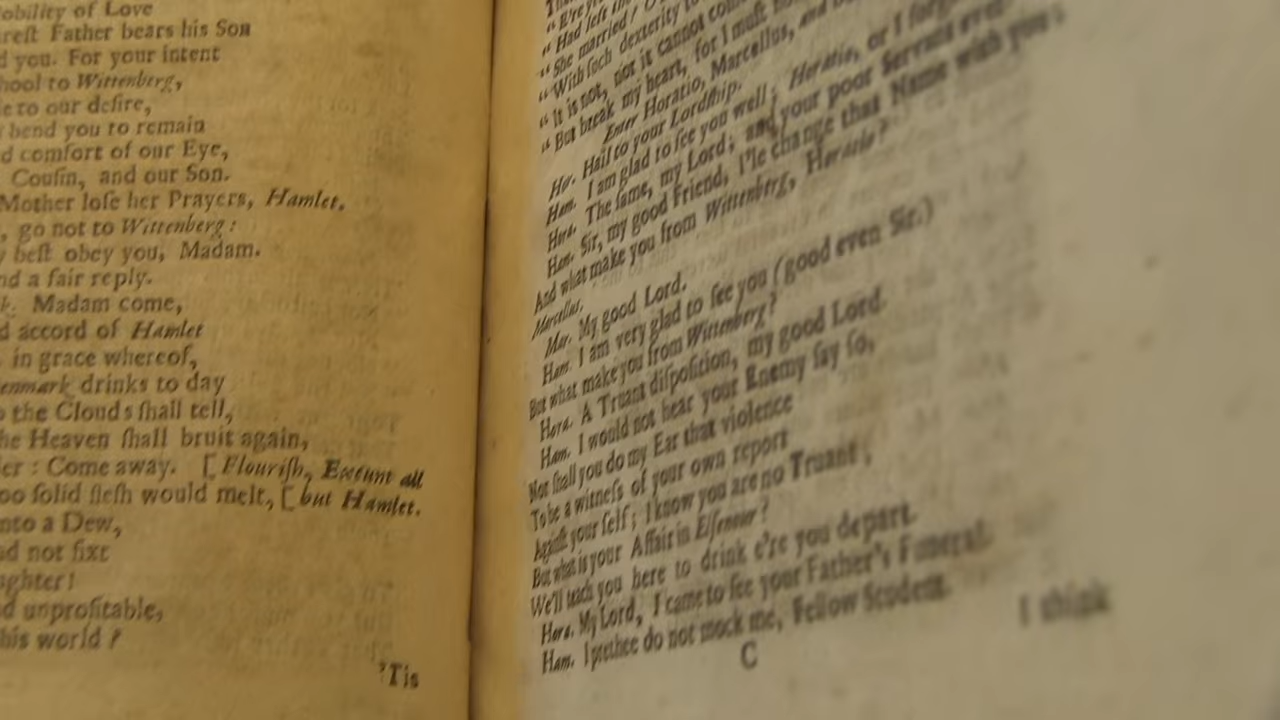 obility of Love
reſt Father bears his Son
d you. For your intent
hool to Wittenberg,
e to our deſire,
bend you to remain
d comfort of our Eye,
Couſin, and our Son.
Mother loſe her Prayers, Hamlet.
, go not to Wittenberg:
beſt obey you, Madam.
nd a fair reply.
Madam come,
d accord of Hamlet
in grace whereof,
enmark drinks to day
the Clouds ſhall tell,
he Heaven ſhall bruit again,
er : Come away. [ Flouriſh, Exeunt all
oo ſolid fleſh would melt, [ but Hamlet.
nto a Dew,
ad not fixt
ughter!
d unprofitable,
his world ?
'Tis
“ E're
“ Had left the
“ She married!
“ With ſuch dexterity to
“ It is not, nor it cannot
“ But break my heart, for I muſt
Enter Horatio, Marcellus, and
Hor. Hail to your Lordſhip.
Ham. I am glad to ſee you well; Horatio, or I
Hora. The ſame, my Lord; and your poor Servant ever.
Ham. Sir, my good Friend, I'le change that Name with you;
And what make you from Wittenberg, Horatio?
Marcellus.
Mar. My good Lord.
Ham. I am very glad to ſee you (good even Sir.)
But what make you from Wittenberg?
Hora. A Truant diſpoſition, my good Lord.
Ham. I would not hear your Enemy ſay ſo,
Nor ſhall you do my Ear that violence
To be a witneſs of your own report
Againſt your ſelf; I know you are no Truant;
But what is your Affair in Elſenour?
We'll teach you here to drink e're you depart.
Hora. My Lord, I came to ſee your Father's Funeral.
Ham. I prethee do not mock me, Fellow Student.
C
I think